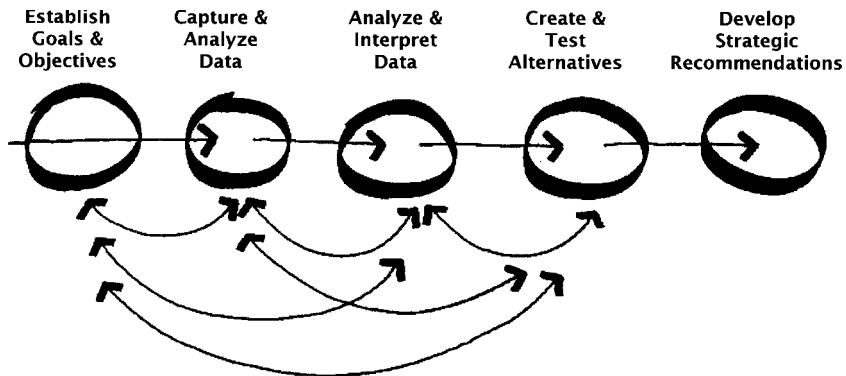 Establish
Goals &
Objectives
Capture &
Analyze
Data
Analyze &
Interpret
Data
Create &
Test
Alternatives
Develop
Strategic
Recommendations